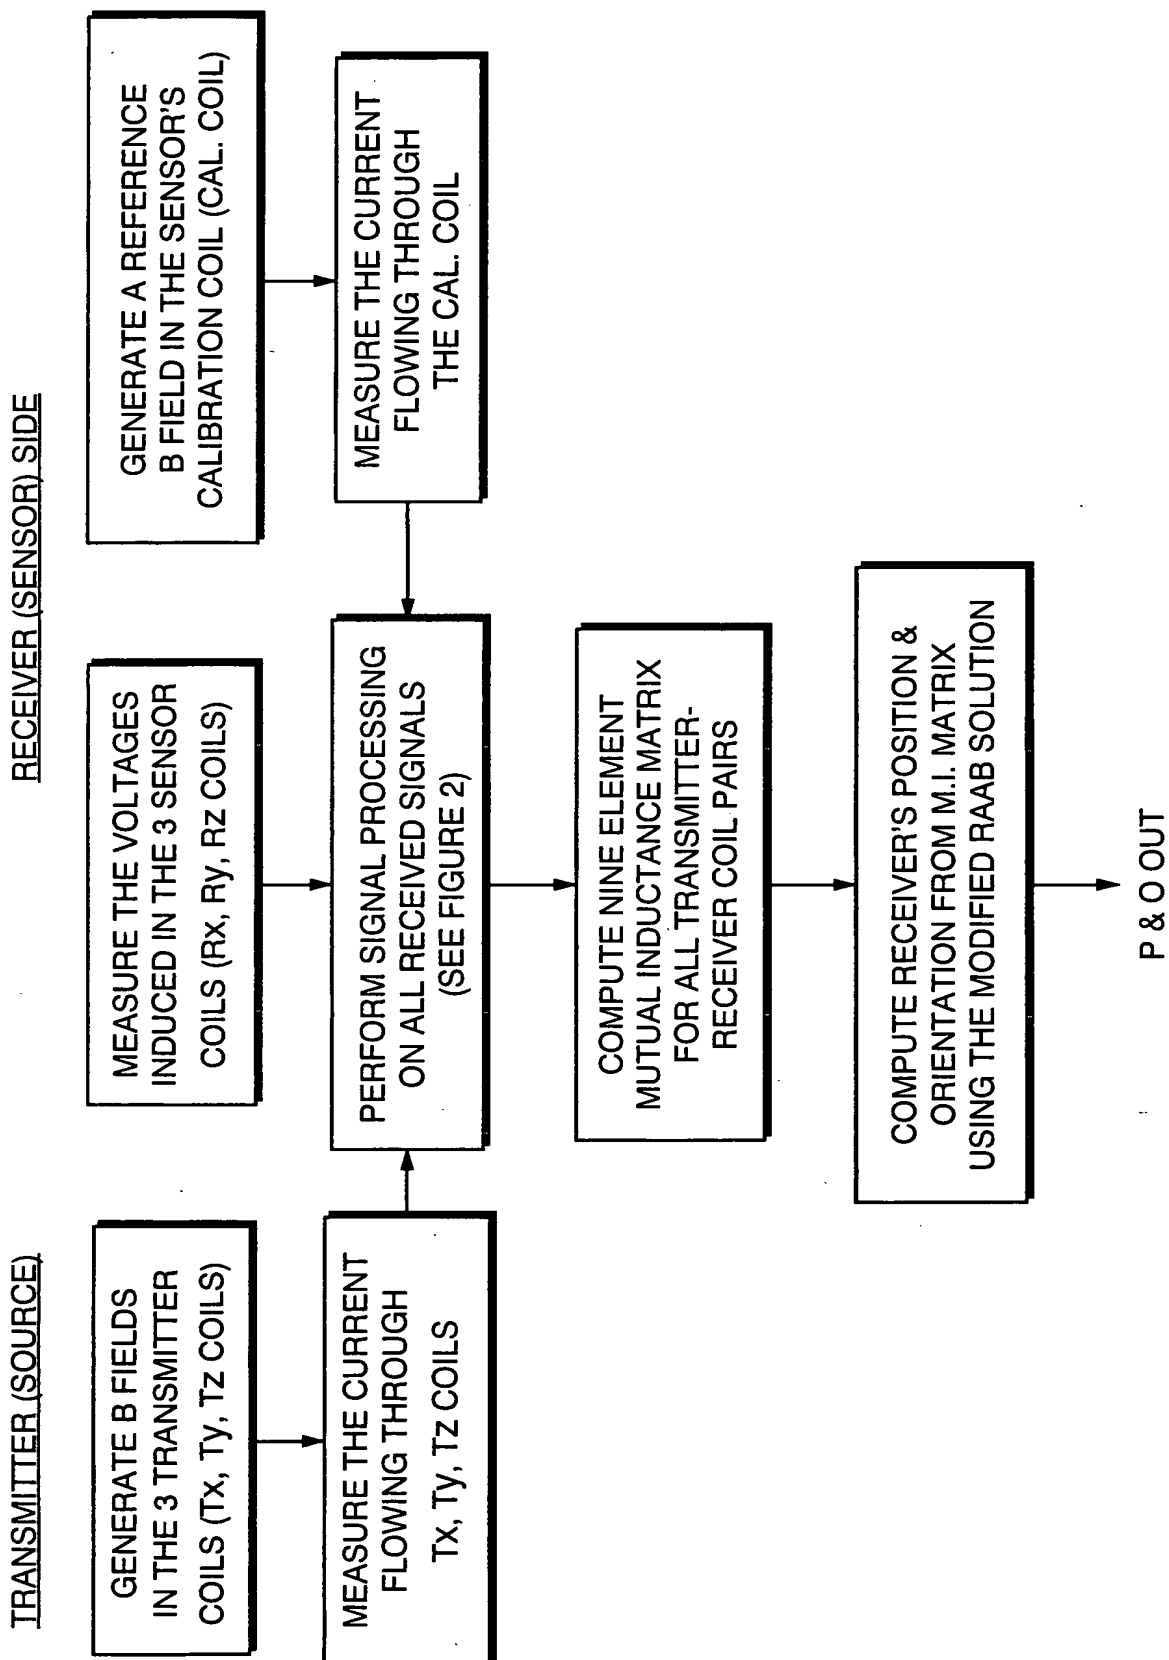 TRANSMITTER (SOURCE)
RECEIVER (SENSOR) SIDE
GENERATE B FIELDS
IN THE 3 TRANSMITTER
COILS (Tx, Ty, Tz COILS)
MEASURE THE CURRENT
FLOWING THROUGH
Tx, Ty, Tz COILS
MEASURE THE VOLTAGES
INDUCED IN THE 3 SENSOR
COILS (Rx, Ry, Rz COILS)
GENERATE A REFERENCE
B FIELD IN THE SENSOR'S
CALIBRATION COIL (CAL. COIL)
MEASURE THE CURRENT
FLOWING THROUGH
THE CAL. COIL
PERFORM SIGNAL PROCESSING
ON ALL RECEIVED SIGNALS
(SEE FIGURE 2)
COMPUTE NINE ELEMENT
MUTUAL INDUCTANCE MATRIX
FOR ALL TRANSMITTER-
RECEIVER COIL PAIRS
COMPUTE RECEIVER'S POSITION &
ORIENTATION FROM M.I. MATRIX
USING THE MODIFIED RAAB SOLUTION
P & O OUT